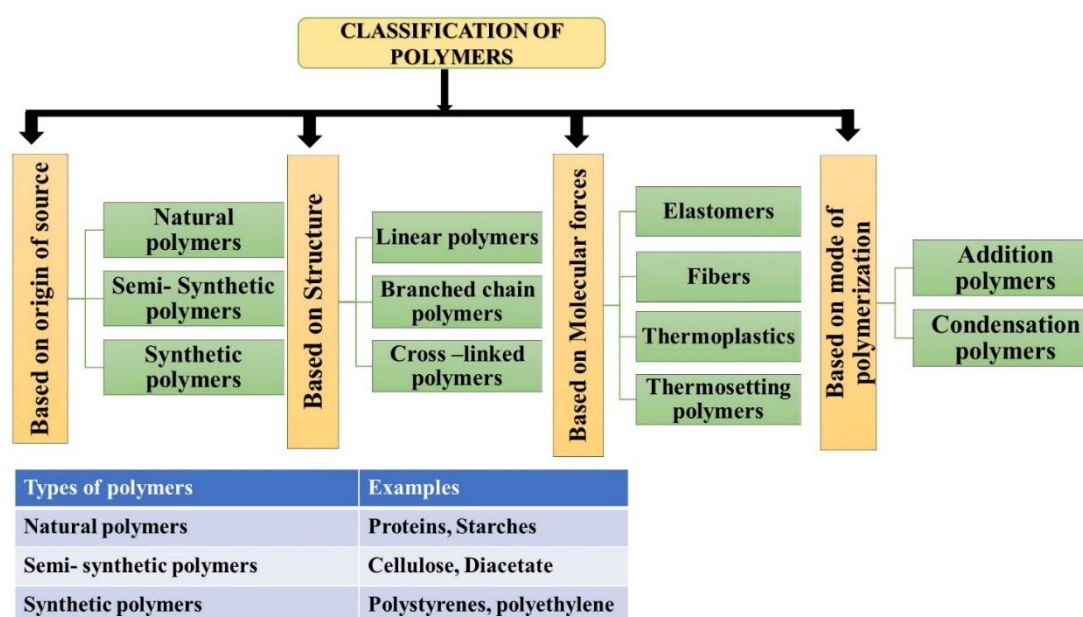 CLASSIFICATION OF
POLYMERS
Based on origin of source
Natural
polymers
Semi- Synthetic
polymers
Synthetic
polymers
Based on Structure
Linear polymers
Branched chain
polymers
Cross –linked
polymers
Based on Molecular forces
Elastomers
Fibers
Thermoplastics
Thermosetting
polymers
Based on mode of
polymerization
Addition
polymers
Condensation
polymers
Types of polymers Examples
Natural polymers Proteins, Starches
Semi- synthetic polymers Cellulose, Diacetate
Synthetic polymers Polystyrenes, polyethylene